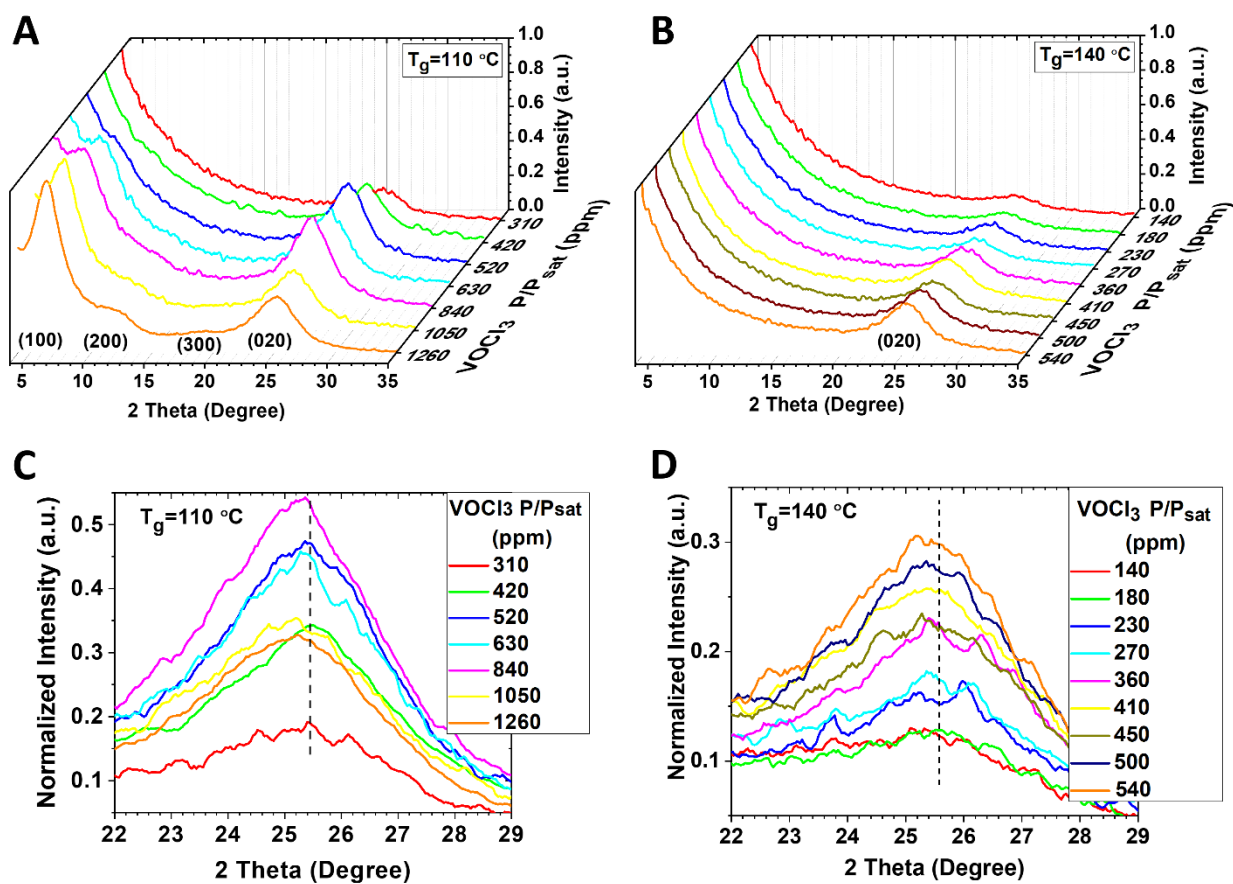 A
Tg=110 °C
1.0
0.8
0.6
0.4
0.2
0.0
Intensity (a.u.)
310
420
520
630
840
1050
1260
VOCl3 P/Psat (ppm)
(100)
(200)
(300)
(020)
5 10 15 20 25 30 35
2 Theta (Degree)
B
Tg=140 °C
1.0
0.8
0.6
0.4
0.2
0.0
Intensity (a.u.)
140
180
230
270
360
410
450
500
540
VOCl3 P/Psat (ppm)
(020)
5 10 15 20 25 30 35
2 Theta (Degree)
C
Tg=110 °C
VOCl3 P/Psat
(ppm)
310
420
520
630
840
1050
1260
0.5
0.4
0.3
0.2
0.1
Normalized Intensity (a.u.)
22 23 24 25 26 27 28 29
2 Theta (Degree)
D
Tg=140 °C
VOCl3 P/Psat
(ppm)
140
180
230
270
360
410
450
500
540
0.3
0.2
0.1
Normalized Intensity (a.u.)
22 23 24 25 26 27 28 29
2 Theta (Degree)